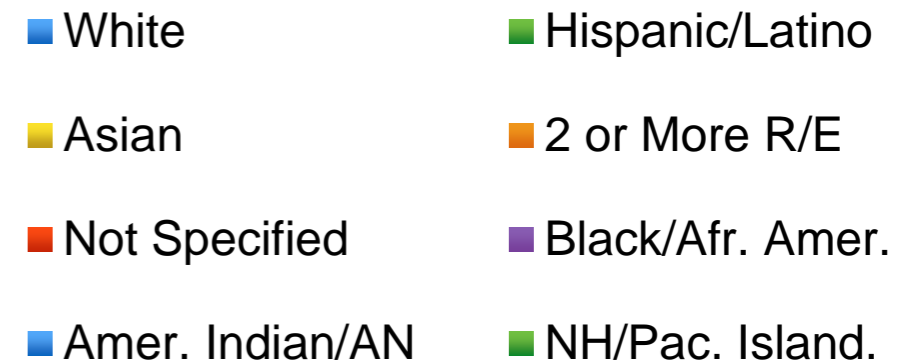 White Hispanic/Latino
Asian 2 or More R/E
Not Specified Black/Afr. Amer.
Amer. Indian/AN NH/Pac. Island.